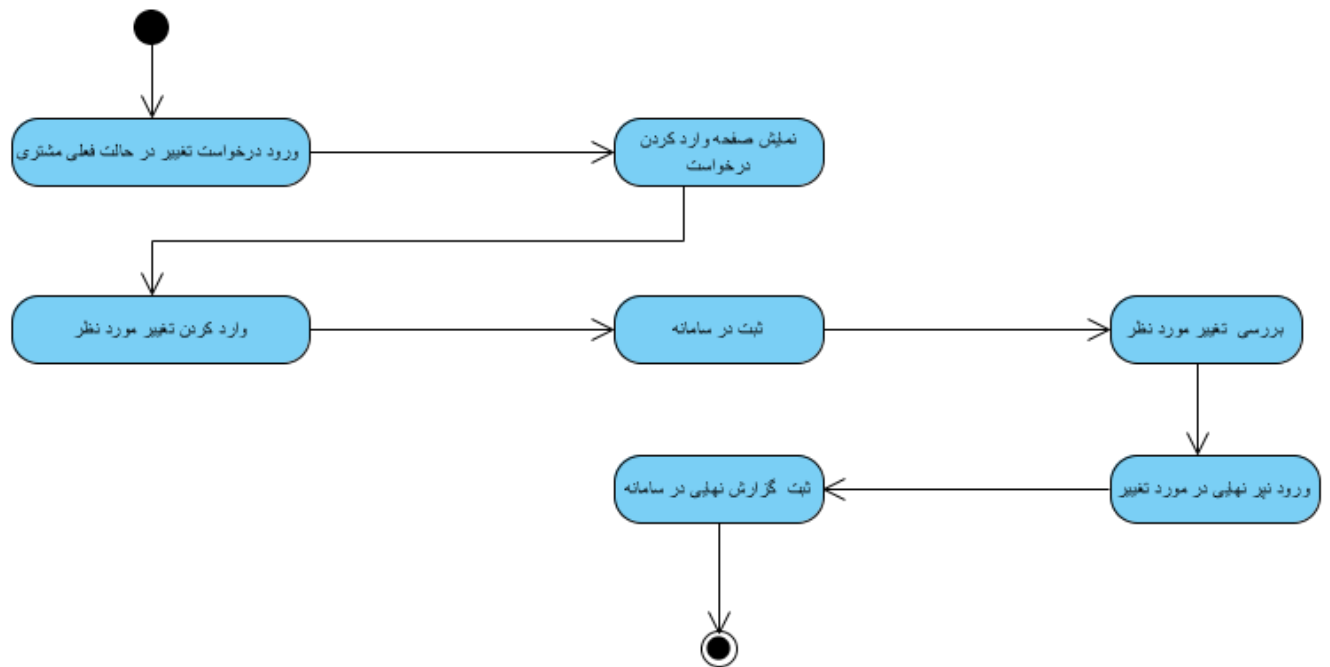 ورود درخواست تغییر در حالت فعلی مشتری
نمایش صفحه وارد کردن
درخواست
وارد کردن تغییر مورد نظر
ثبت در سامانه
بررسی تغییر مورد نظر
ورود نپر نهایی در مورد تغییر
ثبت گزارش نهایی در سامانه